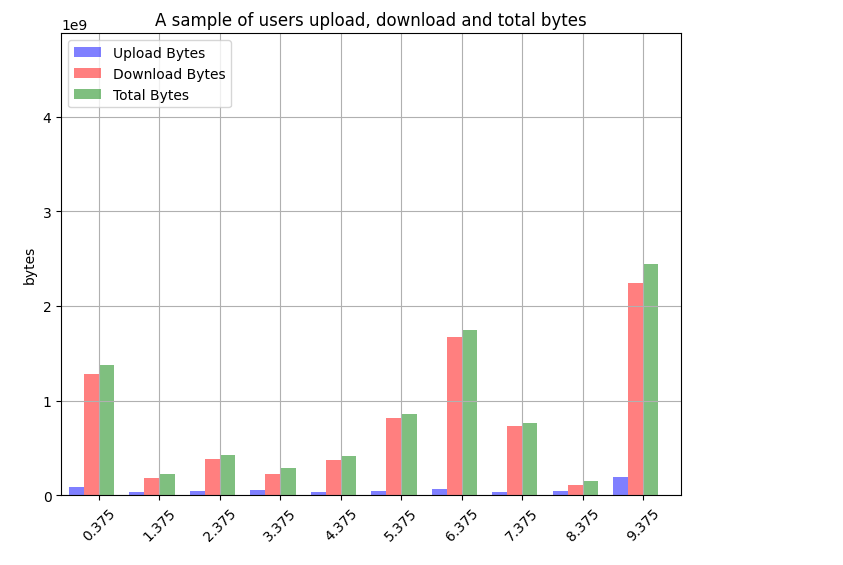 A sample of users upload, download and total bytes
1e9
Upload Bytes
Download Bytes
Total Bytes
4
3
2
1
0
bytes
0.375 1.375 2.375 3.375 4.375 5.375 6.375 7.375 8.375 9.375